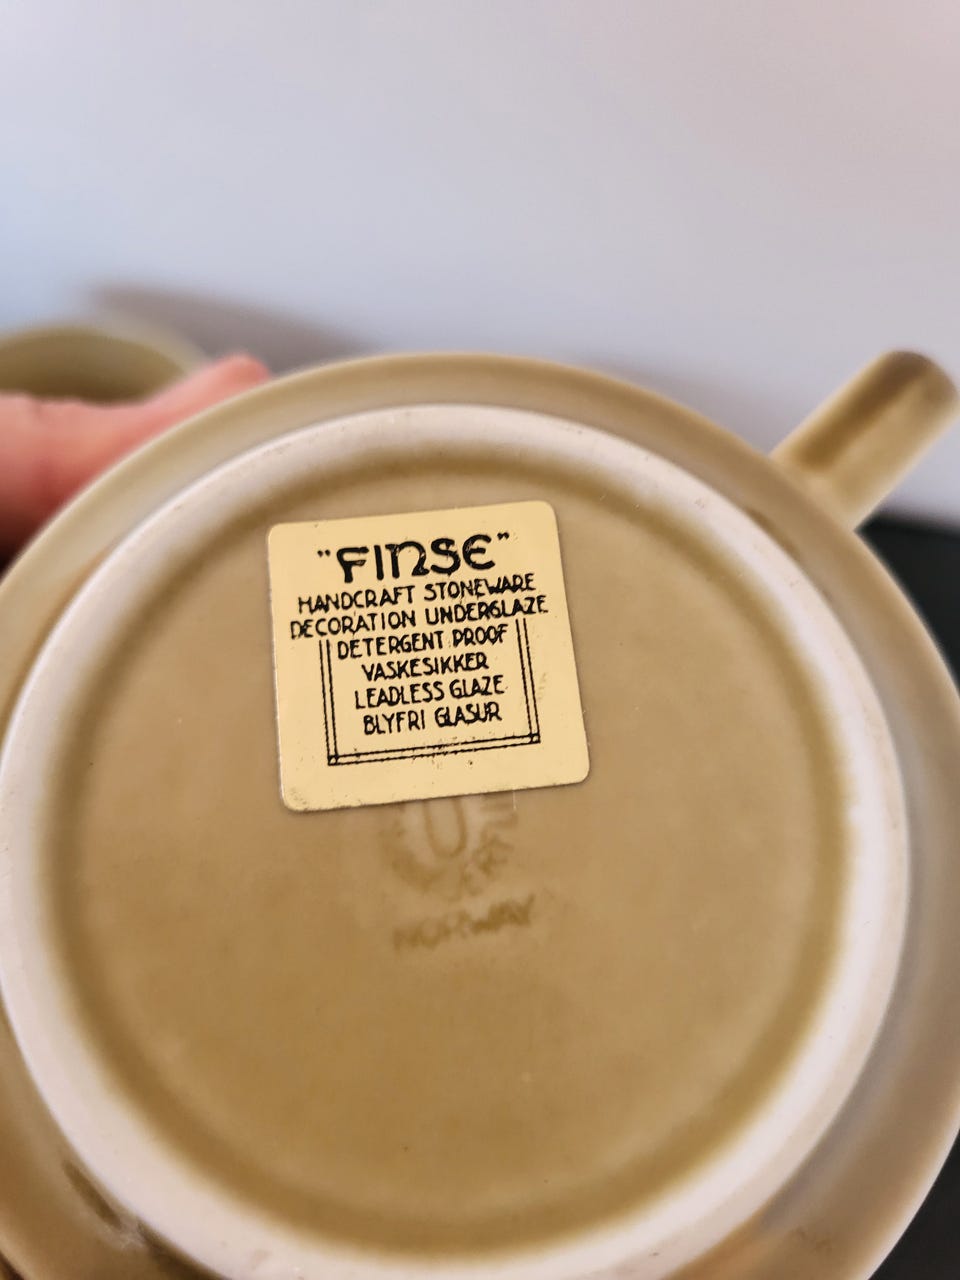 "FINSE"
HANDCRAFT STONEWARE
DECORATION UNDERGLAZE
DETERGENT PROOF
VASKESIKKER
LEADLESS GLAZE
BLYFRI GLASUR
NORWAY